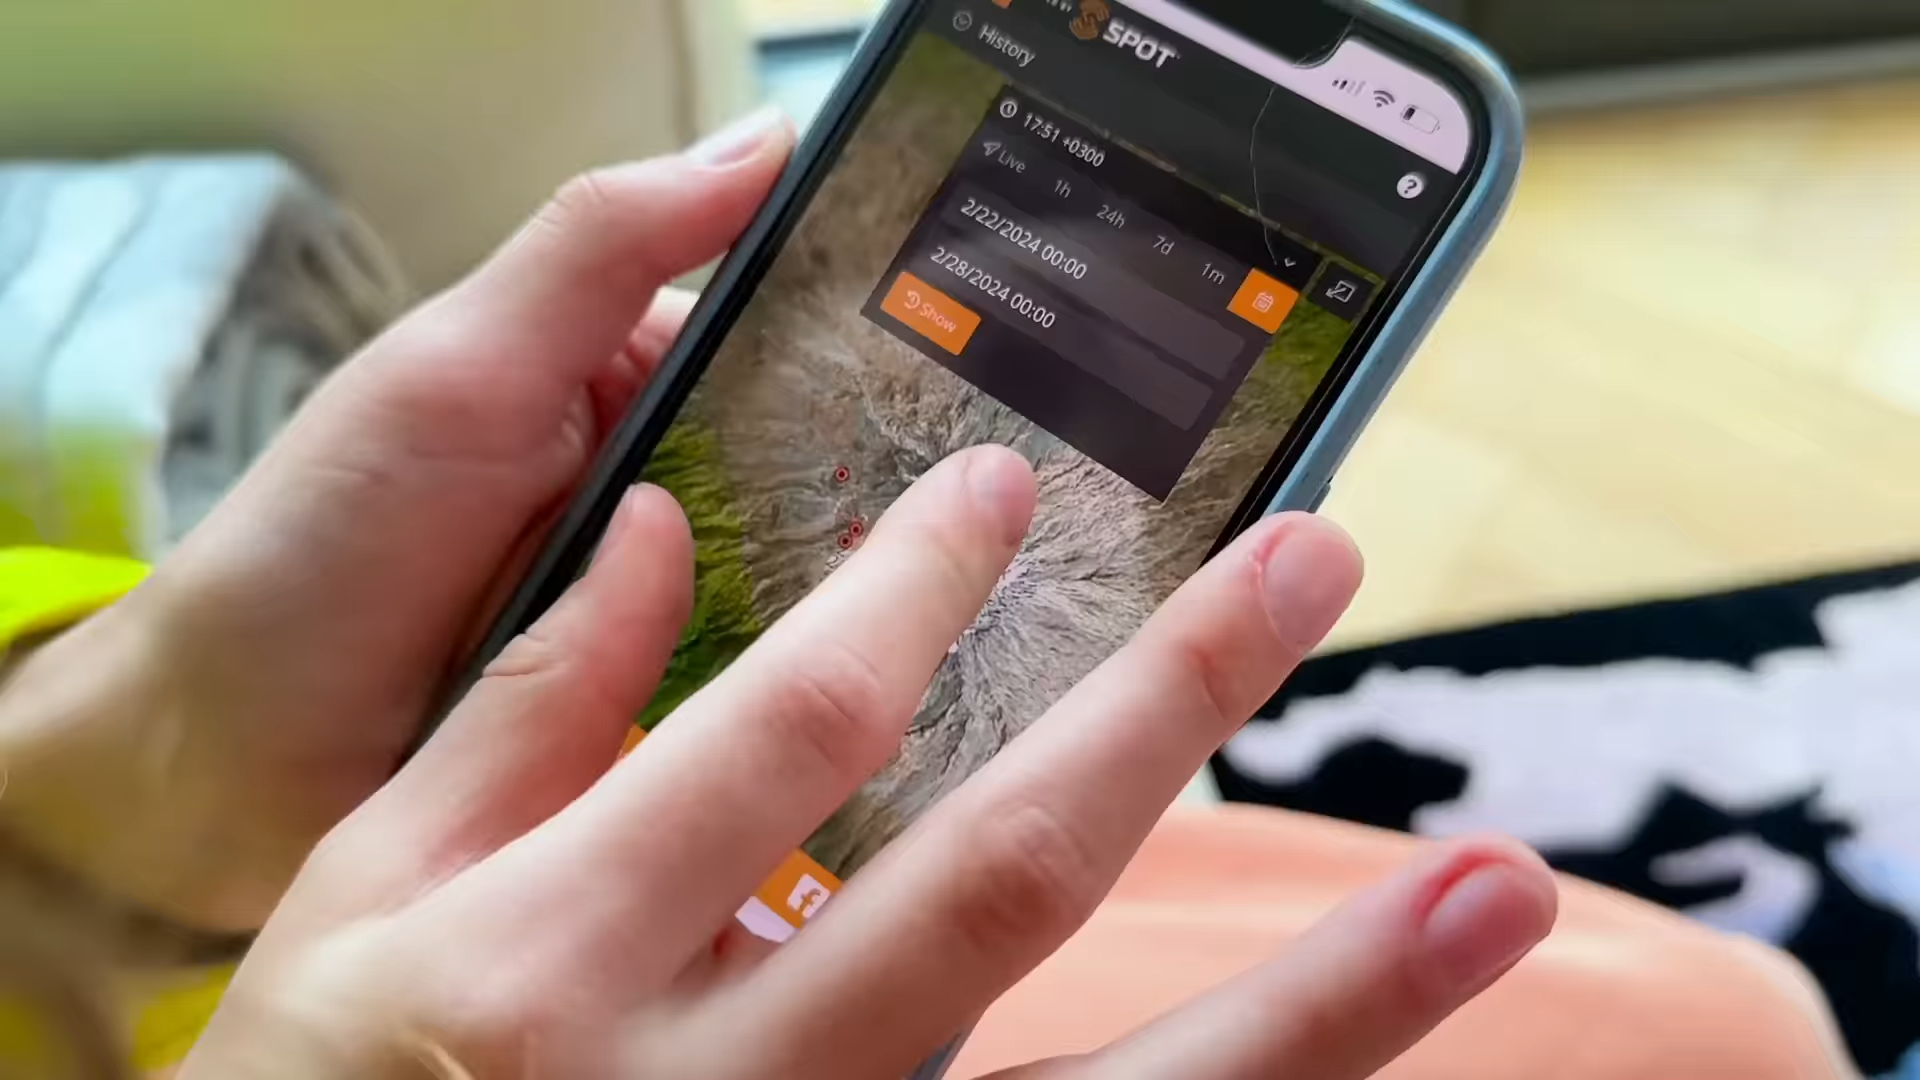 SPOT
History
17:51 +0300
Live 1h 24h 7d 1m
2/22/2024 00:00
2/28/2024 00:00
Show